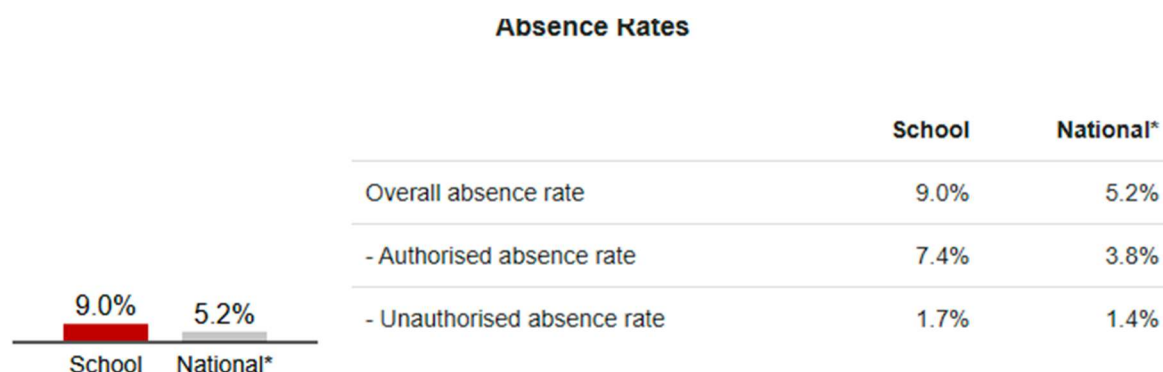 Absence Rates
School National*
Overall absence rate 9.0% 5.2%
- Authorised absence rate 7.4% 3.8%
- Unauthorised absence rate 1.7% 1.4%
9.0% 5.2%
School National*